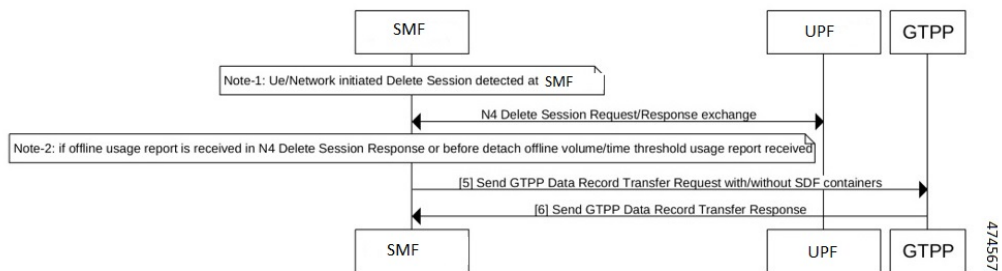 SMF
UPF
GTPP
Note-1: Ue/Network initiated Delete Session detected at SMF
N4 Delete Session Request/Response exchange
Note-2: if offline usage report is received in N4 Delete Session Response or before detach offline volume/time threshold usage report received
[5] Send GTPP Data Record Transfer Request with/without SDF containers
[6] Send GTPP Data Record Transfer Response
SMF
UPF
GTPP
474567